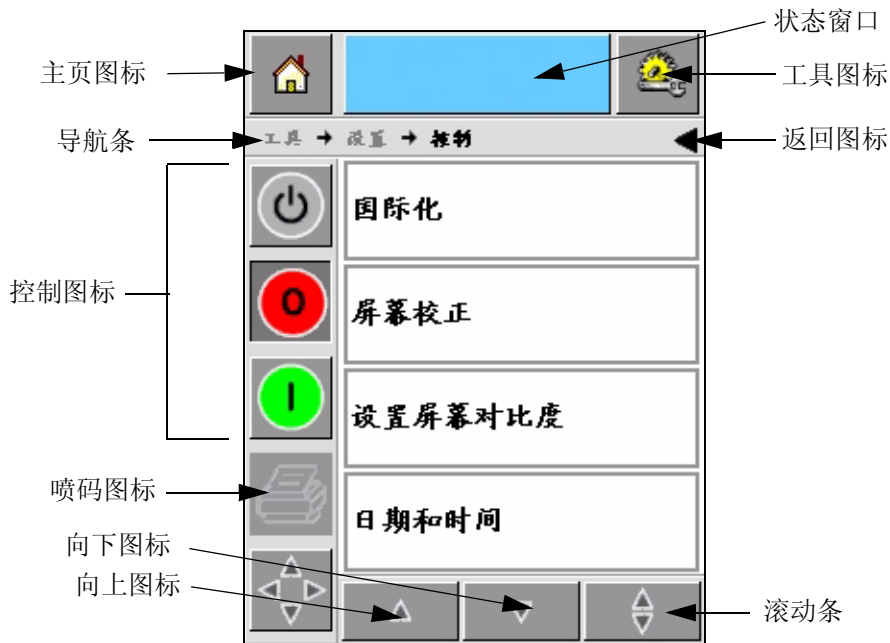 状态窗口
主页图标
工具图标
导航条
工具 → 设置 → 控制
返回图标
国际化
控制图标
屏幕校正
设置屏幕对比度
喷码图标
日期和时间
向下图标
向上图标
滚动条